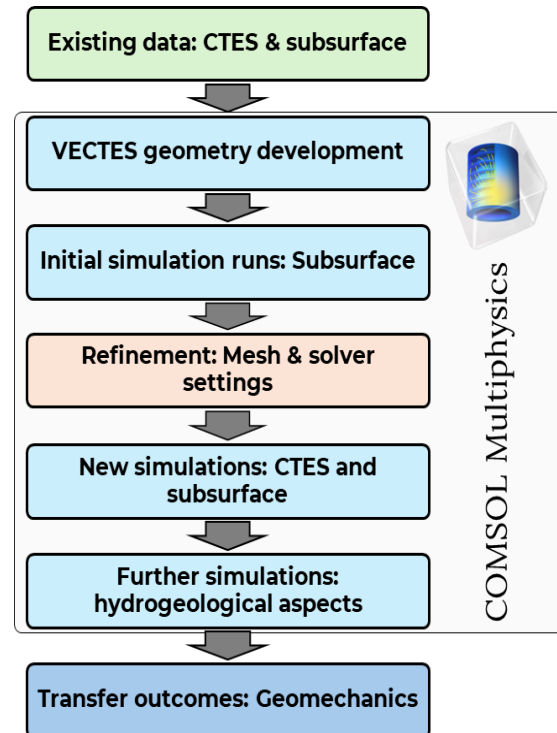 Existing data: CTES & subsurface
VECTES geometry development
Initial simulation runs: Subsurface
Refinement: Mesh & solver
settings
New simulations: CTES and
subsurface
Further simulations:
hydrogeological aspects
Transfer outcomes: Geomechanics
COMSOL Multiphysics